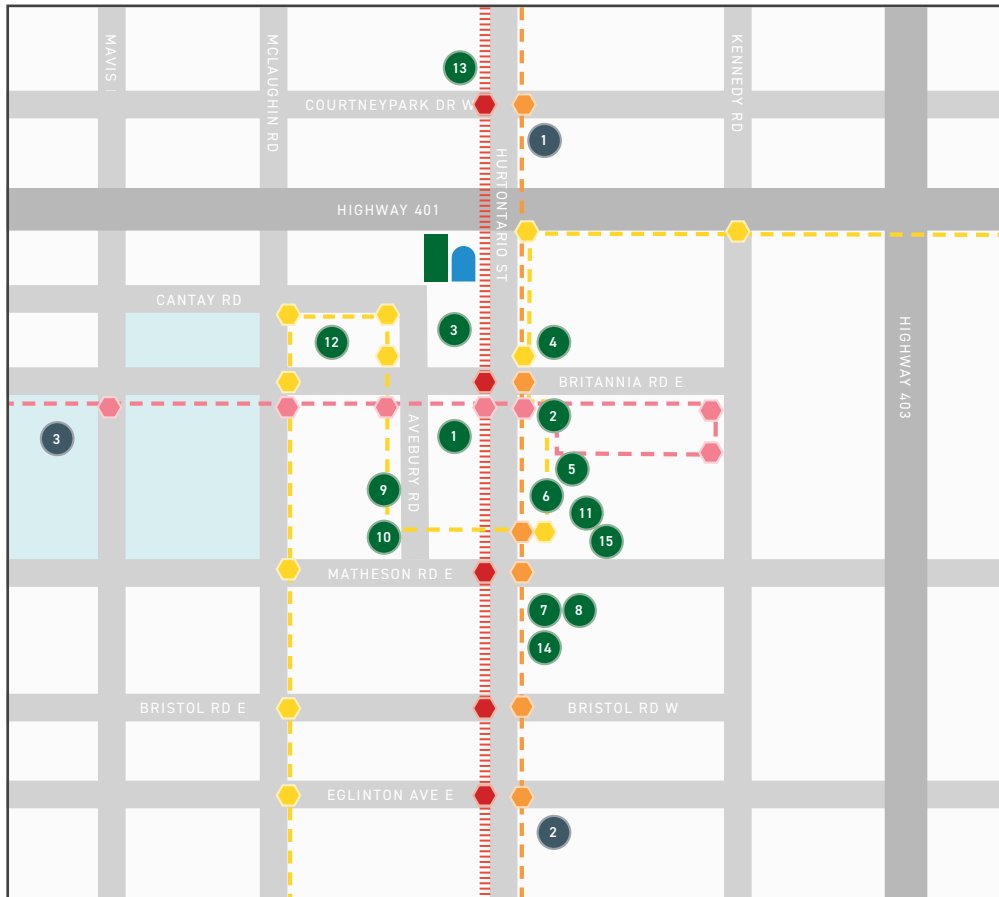 MAVIS
MCLAUGHIN RD
KENNEDY RD
13
COURTNEYPARK DR W
1
HURTONTARIO ST
HIGHWAY 401
CANTAY RD
3
4
12
HIGHWAY 403
BRITANNIA RD E
2
3
1
AVEBURY RD
5
9
6
11
10
15
MATHESON RD E
7
8
14
BRISTOL RD E
BRISTOL RD W
EGLINTON AVE E
2